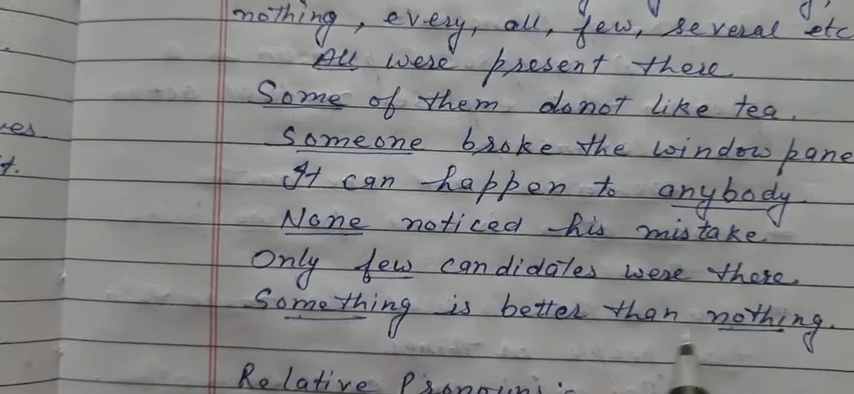 nothing, every, all, few, several etc
All were present there
Some of them donot like tea.
Someone broke the window pane
It can happen to anybody.
None noticed his mistake.
Only few candidates were there.
Something is better than nothing.
Relative Pronoun: